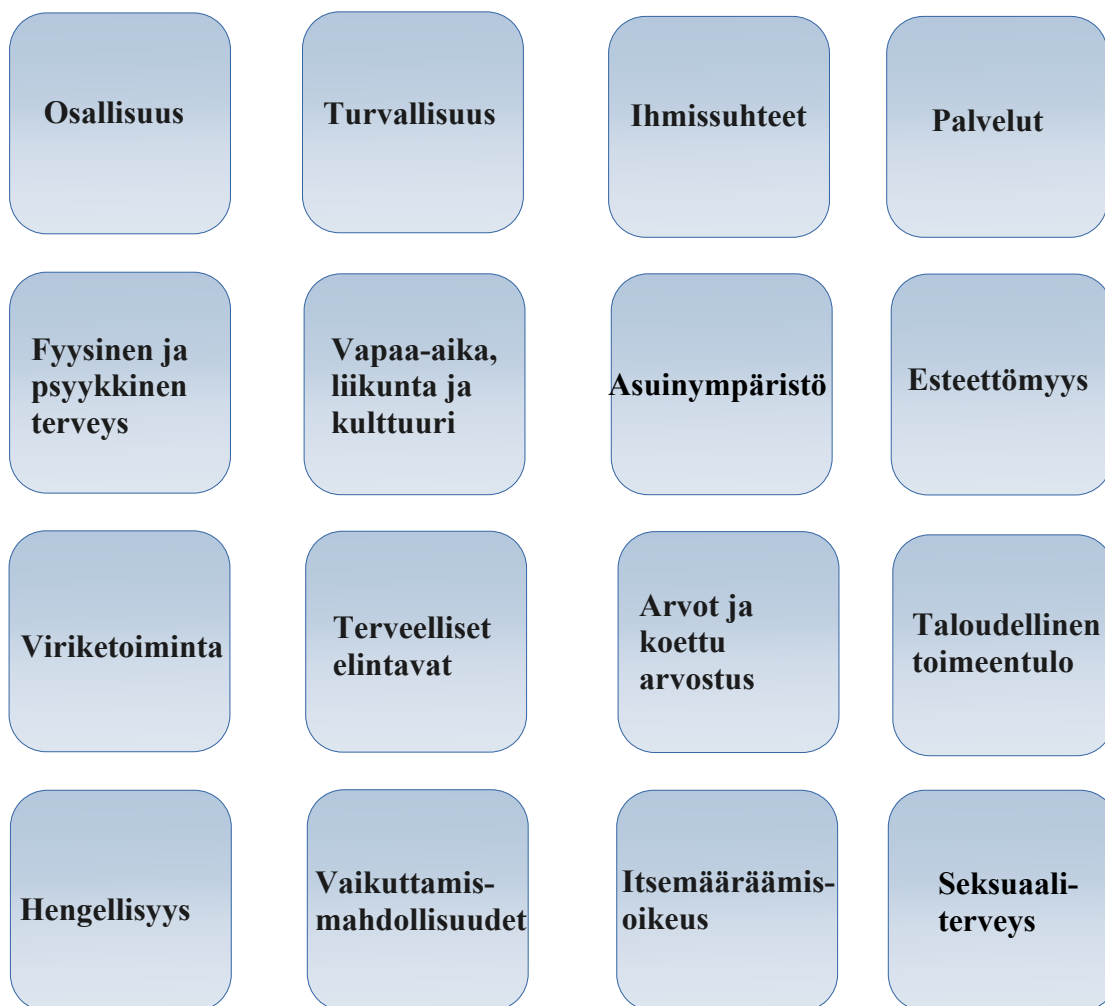 Osallisuus
Turvallisuus
Ihmissuhteet
Palvelut
Fyysinen ja
psyykkinen
terveys
Vapaa-aika,
liikunta ja
kulttuuri
Asuinympäristö
Esteettömyys
Viriketoiminta
Terveelliset
elintavat
Arvot ja
koettu
arvostus
Taloudellinen
toimeentulo
Hengellisyys
Vaikuttamis-
mahdollisuudet
Itsemääräämis-
oikeus
Seksuaali-
terveys